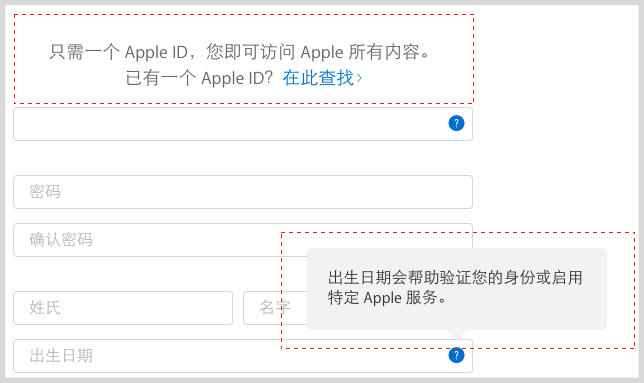 只需一个 Apple ID，您即可访问 Apple 所有内容。
已有一个 Apple ID？在此查找>
?
密码
确认密码
出生日期会帮助验证您的身份或启用
特定 Apple 服务。
姓氏
名字
出生日期
?